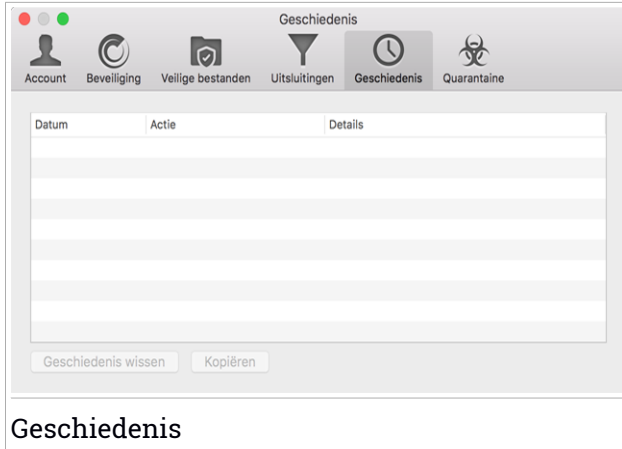 Geschiedenis
Account Beveiliging Veilige bestanden Uitsluitingen Geschiedenis Quarantaine
Datum Actie Details
Geschiedenis wissen Kopiëren
Geschiedenis